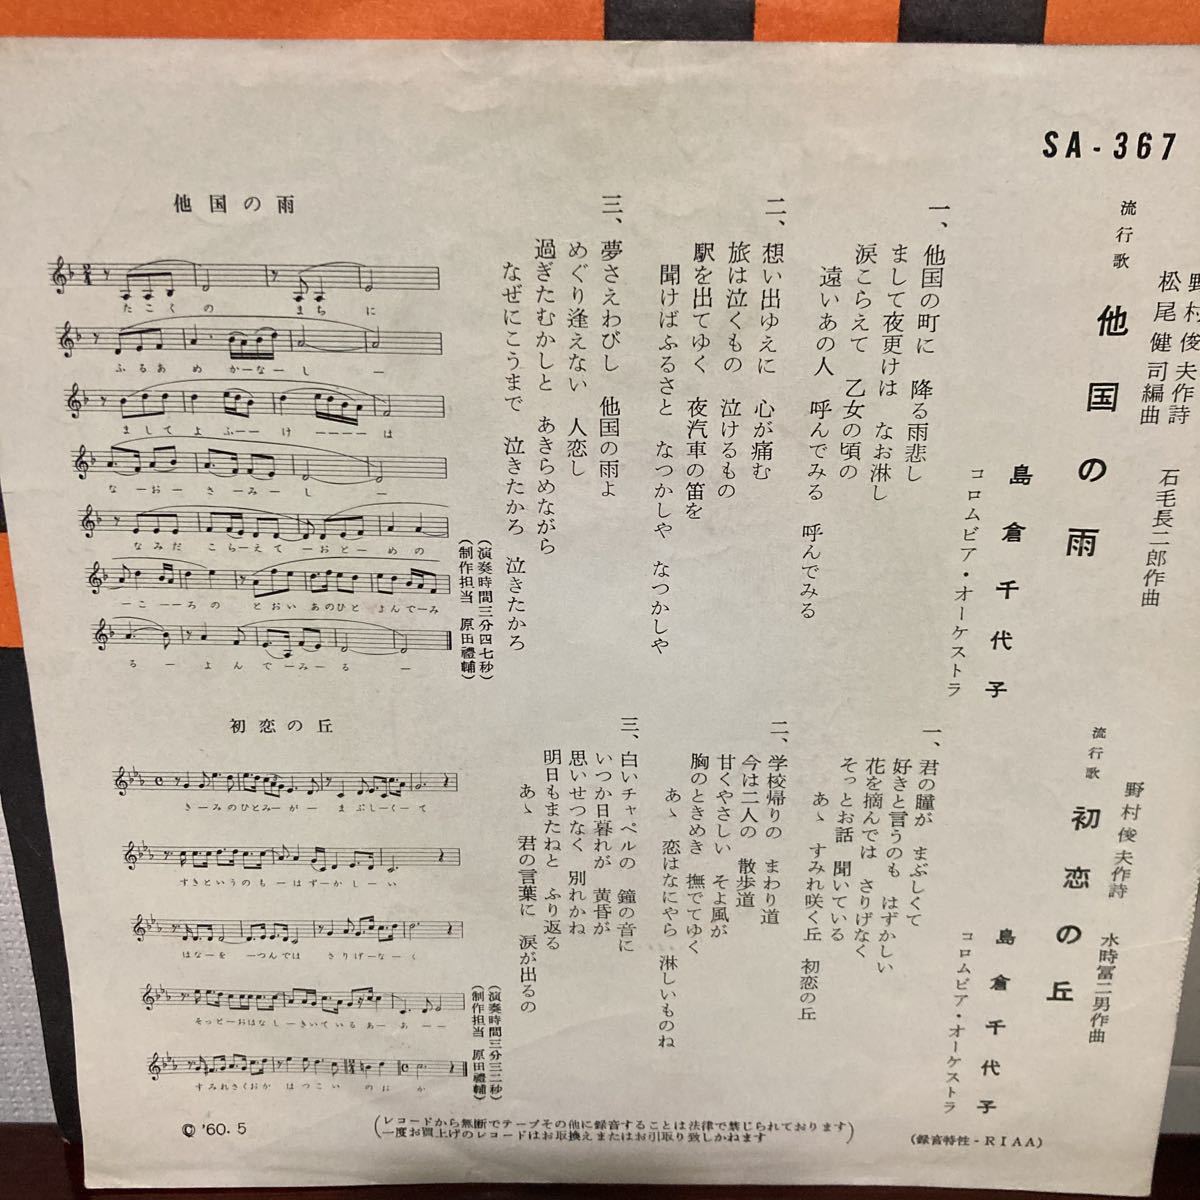 SA-367
野村俊夫作詩
松尾健司編曲
石毛長二郎作曲
流行歌
他国の雨
島倉千代子
コロムビア・オーケストラ
一、他国の町に 降る雨悲し
まして夜更けは なお淋し
涙こらえて 乙女の頃の
遠いあの人 呼んでみる 呼んでみる
二、想い出ゆえに 心が痛む
旅は泣くもの 泣けるもの
駅を出てゆく 夜汽車の笛を
聞けばふるさと なつかしや なつかしや
三、夢さえわびし 他国の雨よ
めぐり逢えない 人恋し
過ぎたむかしと あきらめながら
なぜにこうまで 泣きたかろ 泣きたかろ
(演奏時間三分四七秒)
(制作担当 原田禮輔)
他国の雨
たこくの まちに
ふるあめ かーなーし ー
ましてよ ふーーけ ーーーーは
なーおーさーみーし ー
なみだ こらーえて ーおとーめの
ーこーーろの とおい あのひと よんでーみ
るーよんでーみーる ー
野村俊夫作詩
水時冨二男作曲
流行歌
初恋の丘
島倉千代子
コロムビア・オーケストラ
一、君の瞳が まぶしくて
好きと言うのも はずかしい
花を摘んでは さりげなく
そっとお話 聞いている
あゝ すみれ咲く丘 初恋の丘
二、学校帰りの まわり道
今は二人の 散歩道
甘くやさしい そよ風が
胸のときめき 撫でてゆく
あゝ 恋はなにやら 淋しいものね
三、白いチャペルの 鐘の音に
いつか日暮れが 黄昏が
思いせつなく 別れかね
明日もまたねと ふり返る
あゝ 君の言葉に 涙が出るの
(演奏時間三分三二秒)
(制作担当 原田禮輔)
初恋の丘
きーみのひとみーが ー まぶしーくーて
すきというのもーはずーかしーい
はなーを ーつんでは さりげーなーく
そっとーおはなしーきいているあーあーー
すみれさくおか はつこい のおか
© '60. 5
(レコードから無断でテープその他に録音することは法律で禁じられております
一度お買上げのレコードはお取換えまたはお引取り致しかねます)
(録音特性-RIAA)